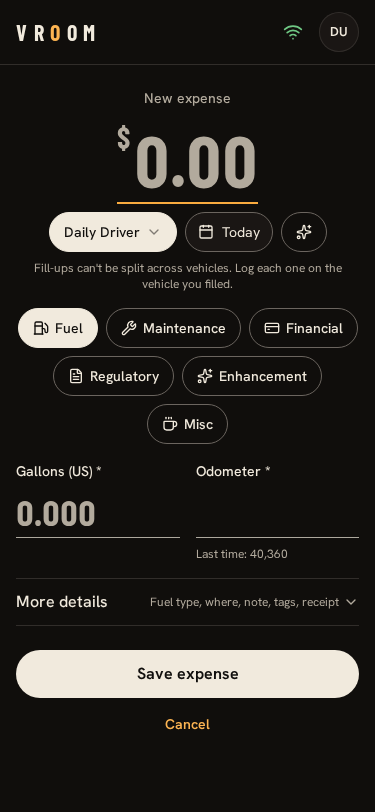 VROOM
DU
New expense
$0.00
Daily Driver
Today
Fill-ups can't be split across vehicles. Log each one on the
vehicle you filled.
Fuel
Maintenance
Financial
Regulatory
Enhancement
Misc
Gallons (US) *
Odometer *
0.000
Last time: 40,360
More details
Fuel type, where, note, tags, receipt
Save expense
Cancel